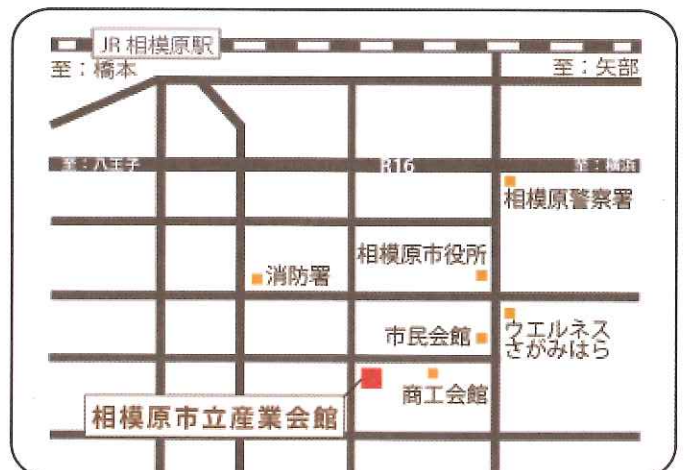 JR 相模原駅
至：橋本
至：矢部
至：八王子
R16
至：横浜
相模原警察署
相模原市役所
消防署
ウエルネス
さがみはら
市民会館
商工会館
相模原市立産業会館